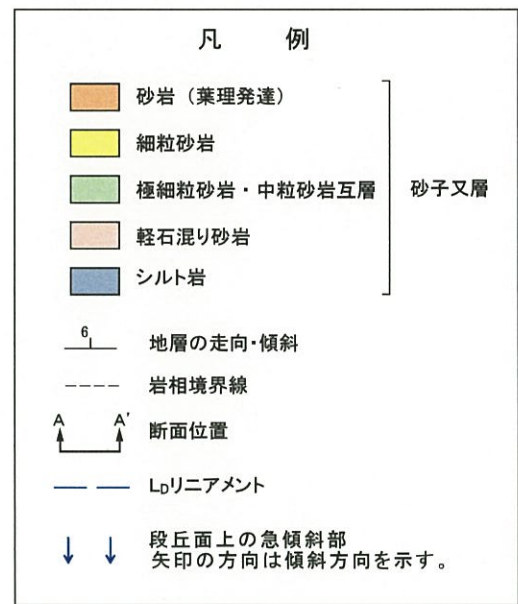 凡 例
砂岩（葉理発達）
細粒砂岩
極細粒砂岩・中粒砂岩互層
軽石混り砂岩
シルト岩
砂子又層
6
地層の走向・傾斜
岩相境界線
A A'
断面位置
LDリニアメント
段丘面上の急傾斜部
矢印の方向は傾斜方向を示す。